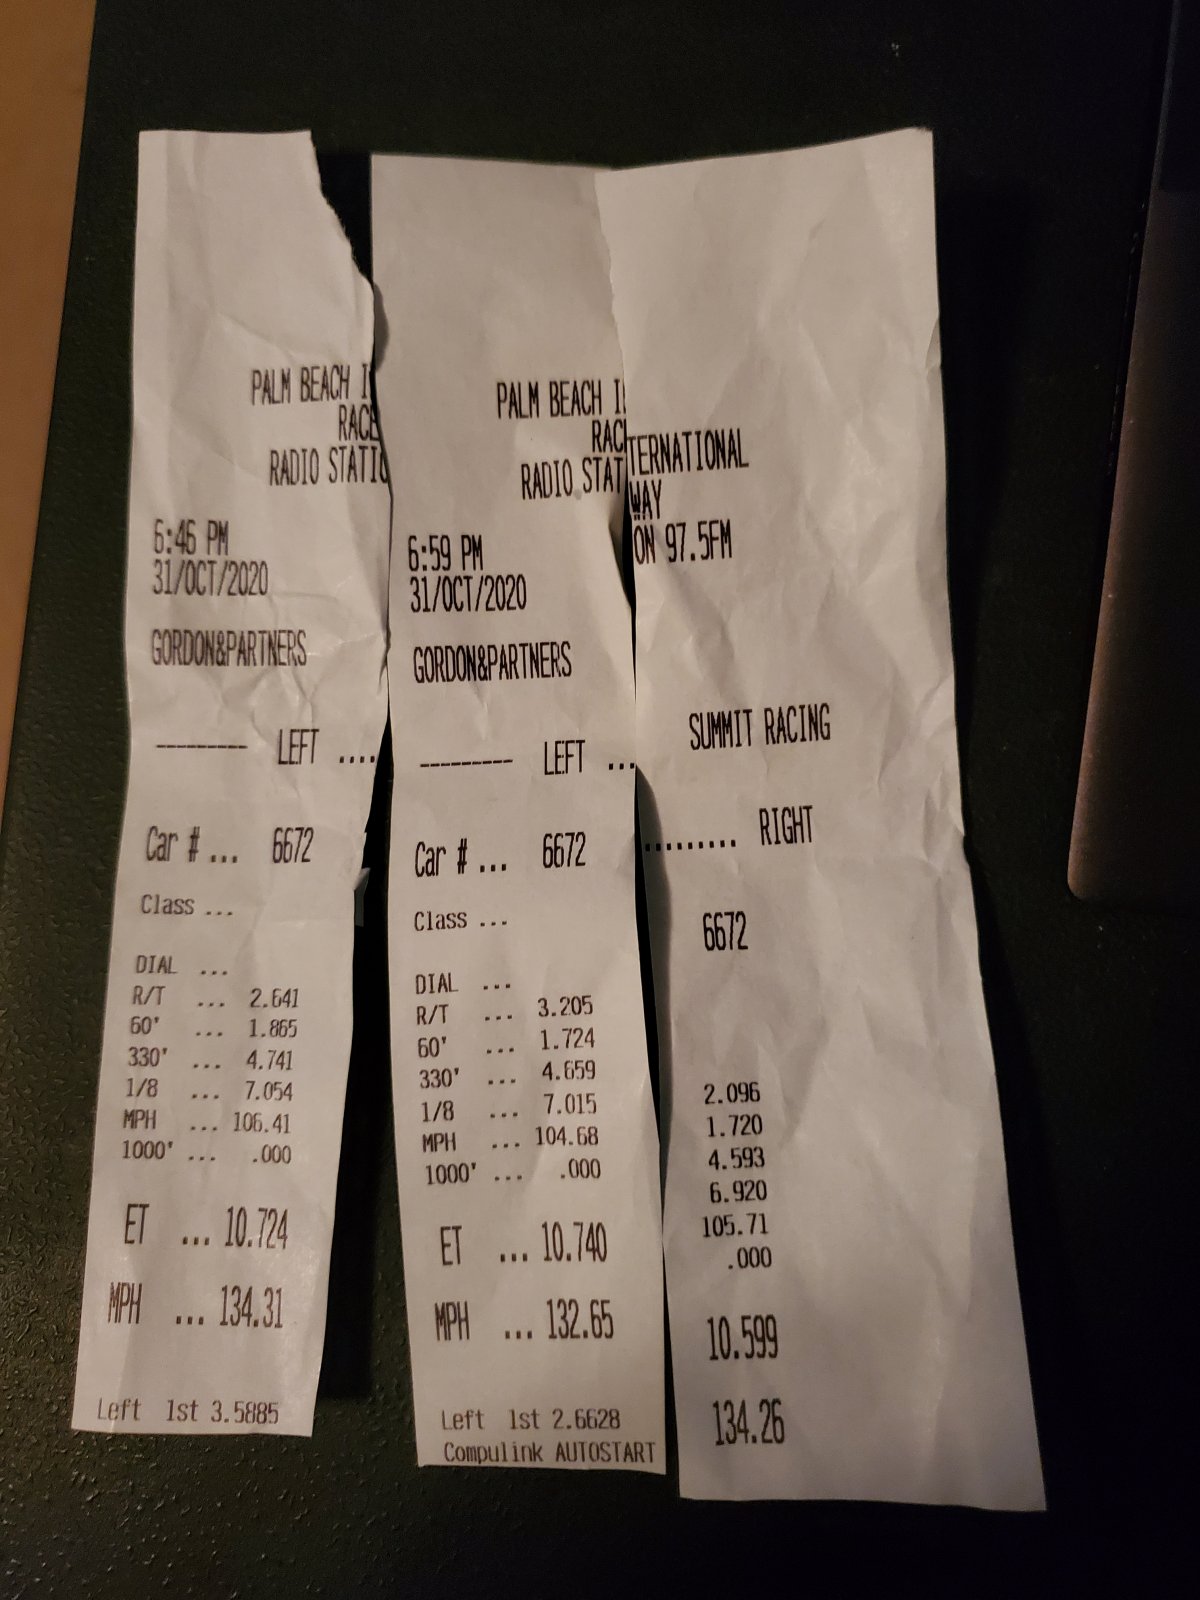 PALM BEACH I
RACE
RADIO STATIO
6:46 PM
31/OCT/2020
GORDON&PARTNERS
--------- LEFT ....
Car # ... 6672
Class ...
DIAL ...
R/T ... 2.641
60' ... 1.865
330' ... 4.741
1/8 ... 7.054
MPH ... 106.41
1000' ... .000
ET ... 10.724
MPH ... 134.31
Left 1st 3.5885
PALM BEACH I
RAC
RADIO STAT
6:59 PM
31/OCT/2020
GORDON&PARTNERS
--------- LEFT ...
Car # ... 6672
Class ...
DIAL ...
R/T ... 3.205
60' ... 1.724
330' ... 4.659
1/8 ... 7.015
MPH ... 104.68
1000' ... .000
ET ... 10.740
MPH ... 132.65
Left 1st 2.6628
Compulink AUTOSTART
TERNATIONAL
WAY
ON 97.5FM
SUMMIT RACING
......... RIGHT
6672
2.096
1.720
4.593
6.920
105.71
.000
10.599
134.26